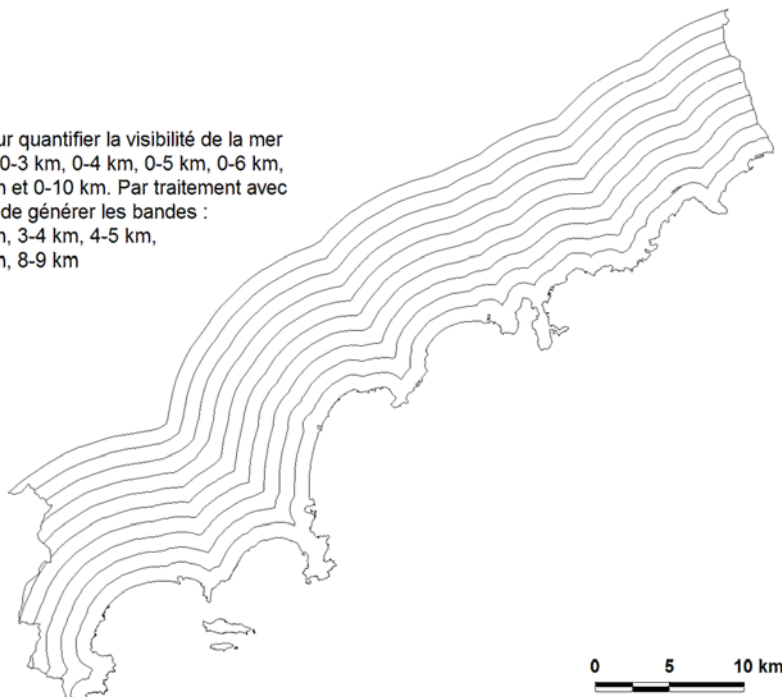 ur quantifier la visibilité de la mer
0-3 km, 0-4 km, 0-5 km, 0-6 km,
m et 0-10 km. Par traitement avec
de générer les bandes :
m, 3-4 km, 4-5 km,
m, 8-9 km
0 5 10 km